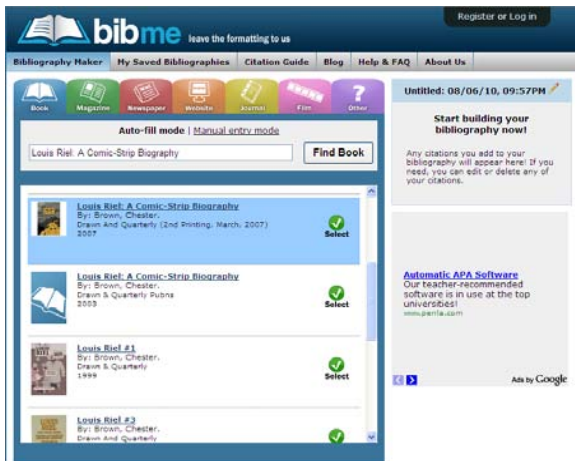 Register or Log in
bibme leave the formatting to us
Bibliography Maker My Saved Bibliographies Citation Guide Blog Help & FAQ About Us
Book Magazine Newspaper Website Journal Film Other
Auto-fill mode | Manual entry mode
Louis Riel: A Comic-Strip Biography Find Book
Louis Riel: A Comic-Strip Biography
By: Brown, Chester.
Drawn And Quarterly (2nd Printing, March, 2007)
2007
Select
Louis Riel: A Comic-Strip Biography
By: Brown, Chester.
Drawn & Quarterly Pubns
2003
Select
Louis Riel #1
By: Brown, Chester.
Drawn & Quarterly
1999
Select
Louis Riel #3
By: Brown, Chester.
Drawn And Quarterly
Untitled: 08/06/10, 09:57PM
Start building your
bibliography now!
Any citations you add to your
bibliography will appear here! If you
need, you can edit or delete any of
your citations.
Automatic APA Software
Our teacher-recommended
software is in use at the top
universities!
www.perrla.com
Ads by Google